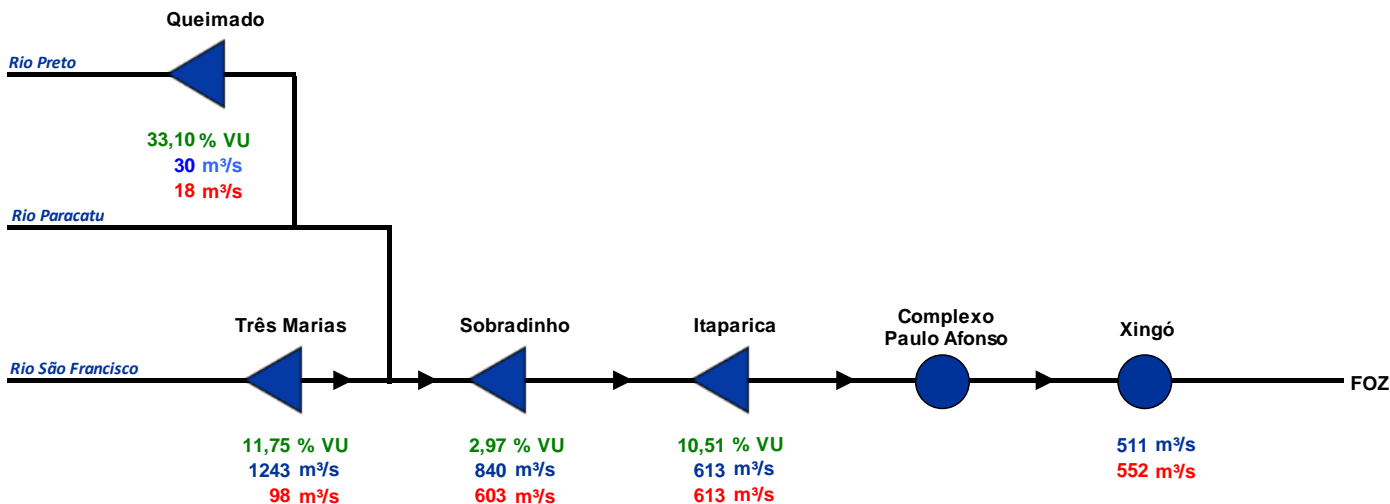 Queimado
Rio Preto
33,10 % VU
30 m³/s
18 m³/s
Rio Paracatu
Três Marias
Sobradinho
Itaparica
Complexo
Paulo Afonso
Xingó
Rio São Francisco
FOZ
11,75 % VU
1243 m³/s
98 m³/s
2,97 % VU
840 m³/s
603 m³/s
10,51 % VU
613 m³/s
613 m³/s
511 m³/s
552 m³/s